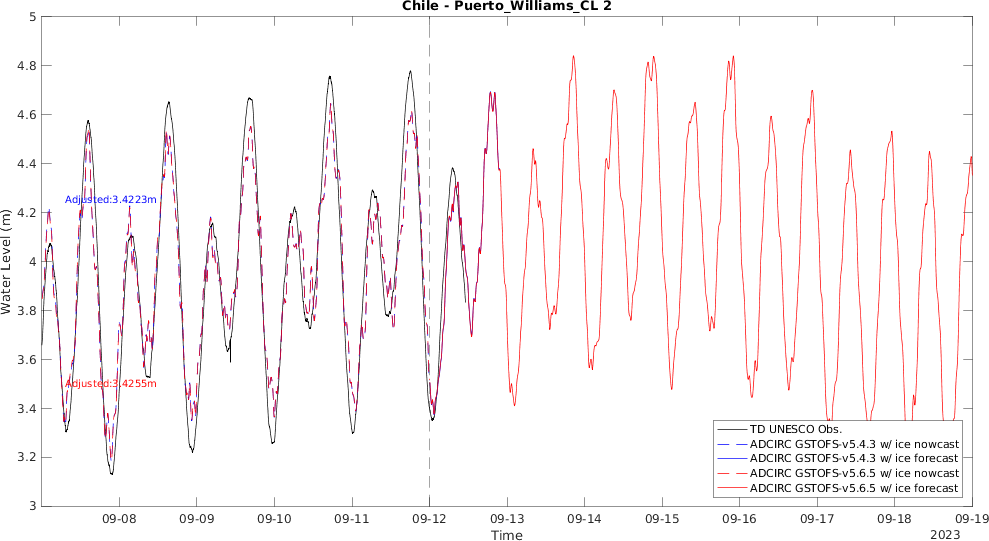 Chile - Puerto_Williams_CL 2
Water Level (m)
5
4.8
4.6
4.4
4.2
4
3.8
3.6
3.4
3.2
3
Adjusted:3.4223m
Adjusted:3.4255m
TD UNESCO Obs.
ADCIRC GSTOFS-v5.4.3 w/ ice nowcast
ADCIRC GSTOFS-v5.4.3 w/ ice forecast
ADCIRC GSTOFS-v5.6.5 w/ ice nowcast
ADCIRC GSTOFS-v5.6.5 w/ ice forecast
09-08 09-09 09-10 09-11 09-12 09-13 09-14 09-15 09-16 09-17 09-18 09-19
Time
2023